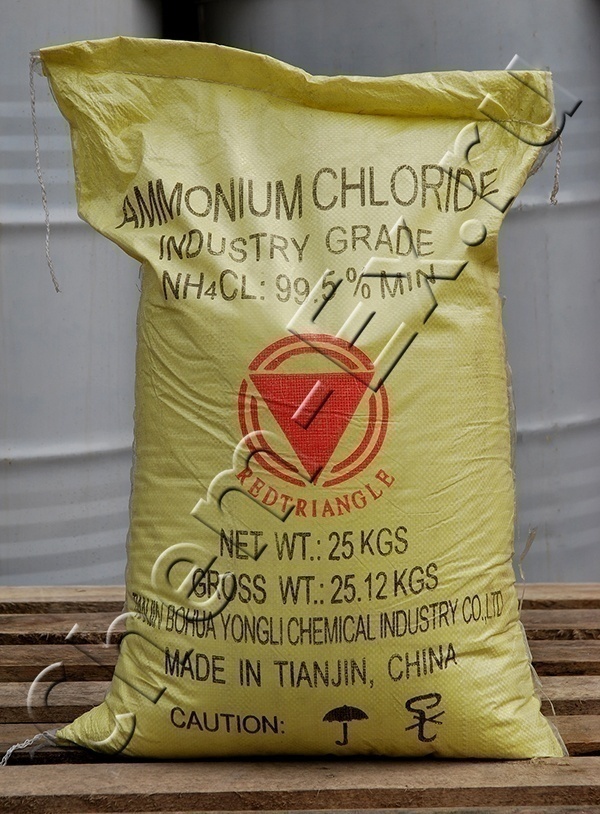 AMMONIUM CHLORIDE
INDUSTRY GRADE
NH4CL: 99.5% MIN
REDTRIANGLE
NET WT.: 25 KGS
GROSS WT.: 25.12 KGS
TIANJIN BOHUA YONGLI CHEMICAL INDUSTRY CO.,LTD
MADE IN TIANJIN, CHINA
CAUTION: